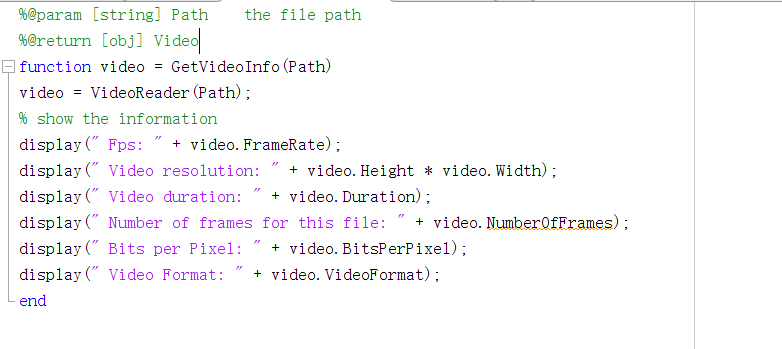 %@param [string] Path    the file path
%@return [obj] Video
function video = GetVideoInfo(Path)
video = VideoReader(Path);
% show the information
display(" Fps: " + video.FrameRate);
display(" Video resolution: " + video.Height * video.Width);
display(" Video duration: " + video.Duration);
display(" Number of frames for this file: " + video.NumberOfFrames);
display(" Bits per Pixel: " + video.BitsPerPixel);
display(" Video Format: " + video.VideoFormat);
end